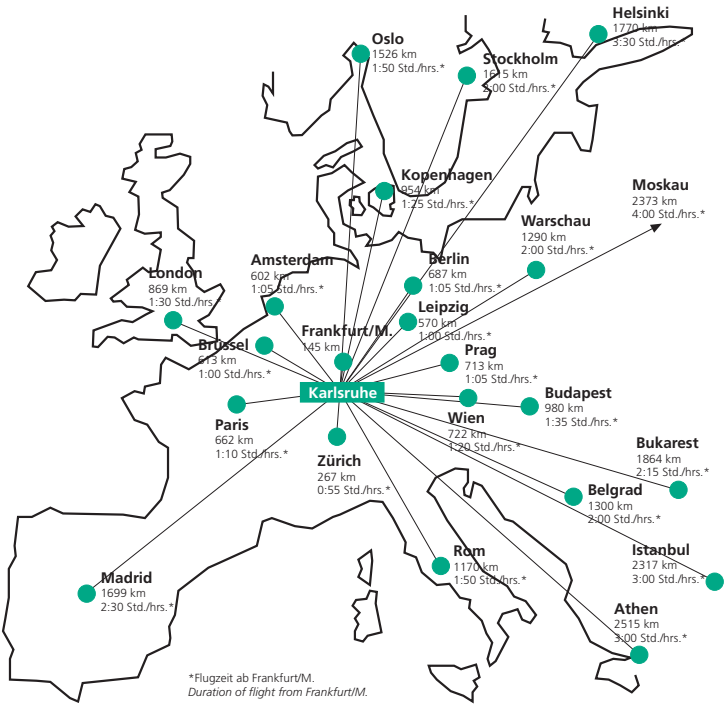 Helsinki
1770 km
3:30 Std./hrs.*
Oslo
1526 km
1:50 Std./hrs.*
Stockholm
1615 km
2:00 Std./hrs.*
Kopenhagen
954 km
1:25 Std./hrs.*
Moskau
2373 km
4:00 Std./hrs.*
Warschau
1290 km
2:00 Std./hrs.*
London
869 km
1:30 Std./hrs.*
Amsterdam
602 km
1:05 Std./hrs.*
Berlin
687 km
1:05 Std./hrs.*
Leipzig
570 km
1:00 Std./hrs.*
Frankfurt/M.
145 km
Brüssel
613 km
1:00 Std./hrs.*
Prag
713 km
1:05 Std./hrs.*
Karlsruhe
Budapest
980 km
1:35 Std./hrs.*
Paris
662 km
1:10 Std./hrs.*
Wien
722 km
1:20 Std./hrs.*
Zürich
267 km
0:55 Std./hrs.*
Bukarest
1864 km
2:15 Std./hrs.*
Belgrad
1300 km
2:00 Std./hrs.*
Rom
1170 km
1:50 Std./hrs.*
Istanbul
2317 km
3:00 Std./hrs.*
Madrid
1699 km
2:30 Std./hrs.*
Athen
2515 km
3:00 Std./hrs.*
*Flugzeit ab Frankfurt/M.
Duration of flight from Frankfurt/M.